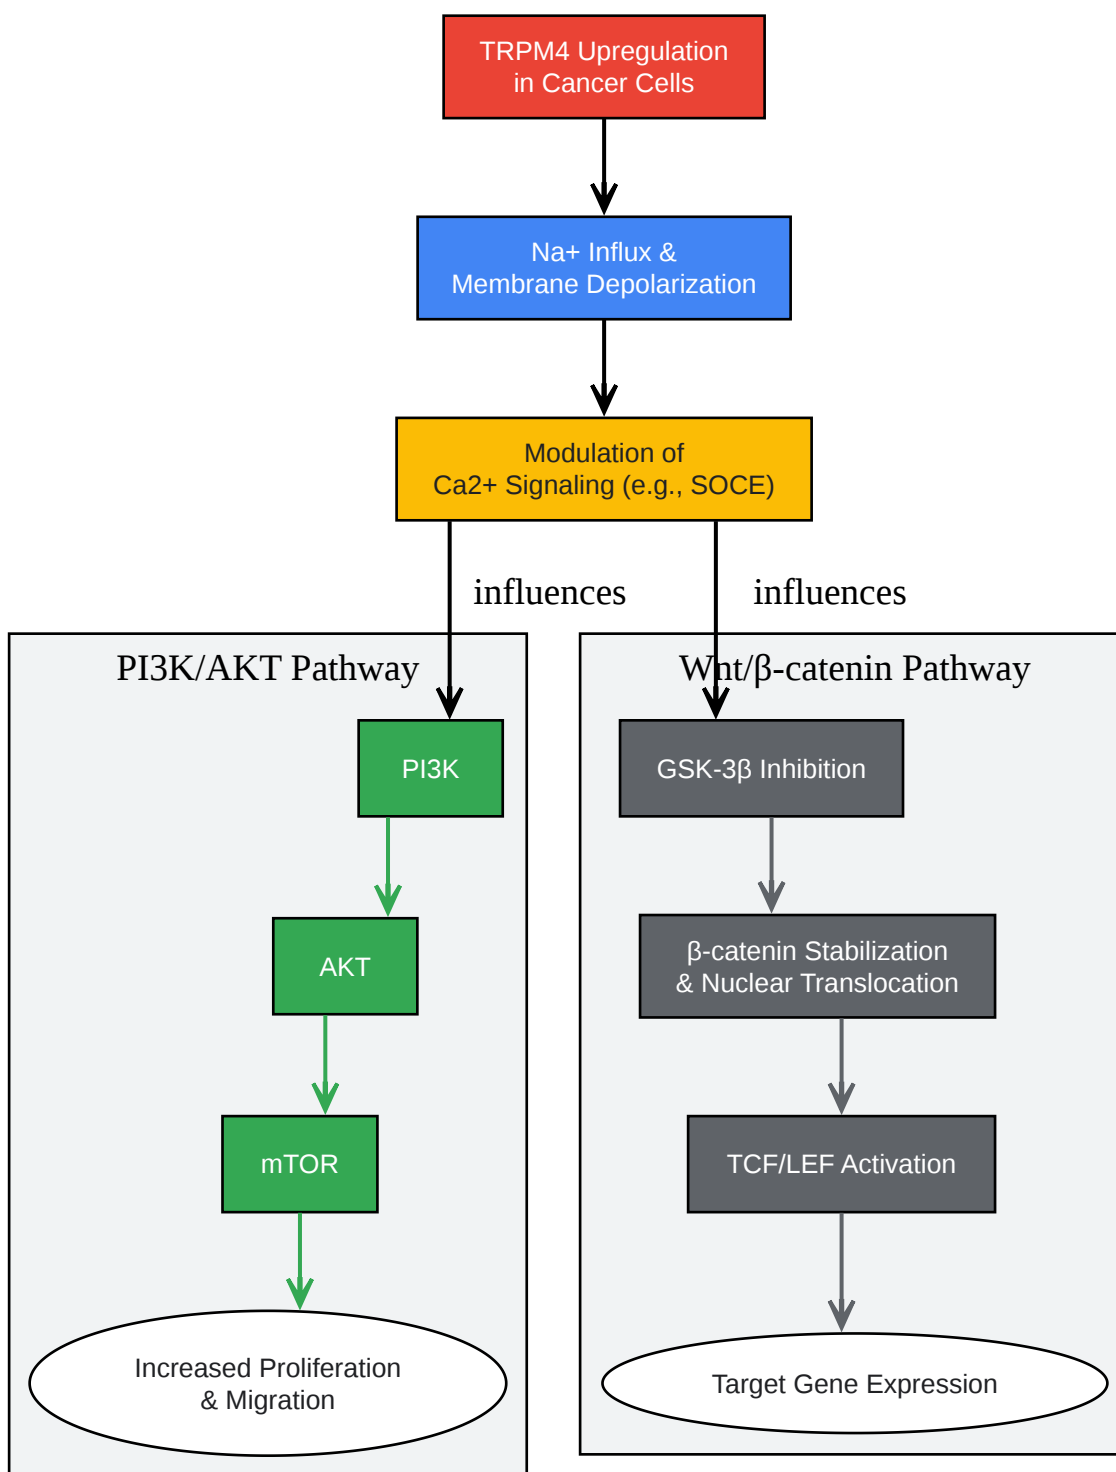 TRPM4 Upregulation
in Cancer Cells
Na+ Influx &
Membrane Depolarization
Modulation of
Ca2+ Signaling (e.g., SOCE)
influences
influences
PI3K/AKT Pathway
PI3K
AKT
mTOR
Increased Proliferation
& Migration
Wnt/β-catenin Pathway
GSK-3β Inhibition
β-catenin Stabilization
& Nuclear Translocation
TCF/LEF Activation
Target Gene Expression